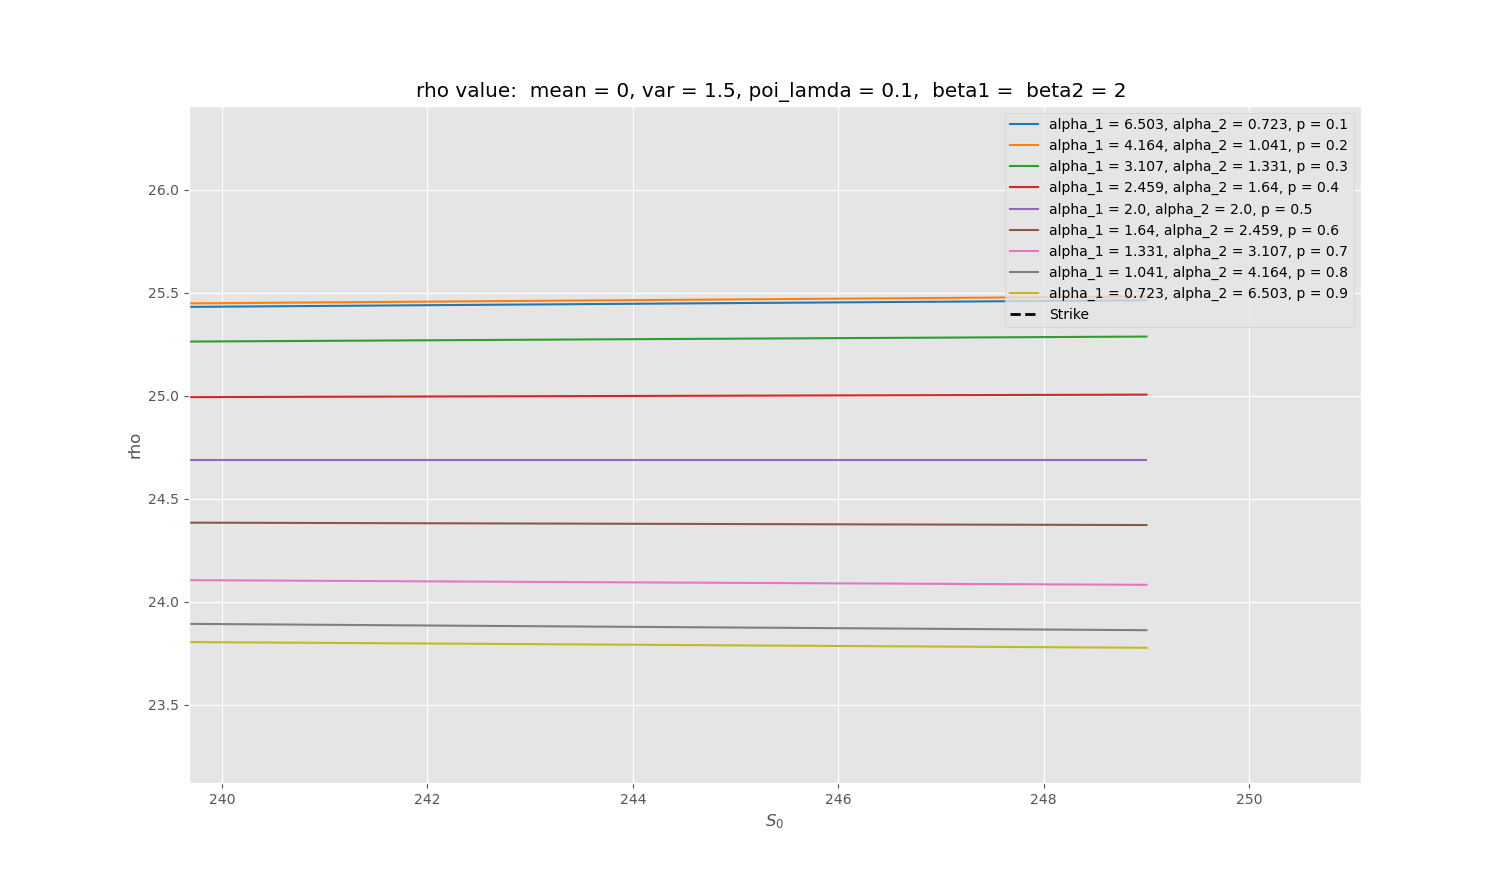 rho value:  mean = 0, var = 1.5, poi_lamda = 0.1,  beta1 =  beta2 = 2
alpha_1 = 6.503, alpha_2 = 0.723, p = 0.1
alpha_1 = 4.164, alpha_2 = 1.041, p = 0.2
alpha_1 = 3.107, alpha_2 = 1.331, p = 0.3
alpha_1 = 2.459, alpha_2 = 1.64, p = 0.4
alpha_1 = 2.0, alpha_2 = 2.0, p = 0.5
alpha_1 = 1.64, alpha_2 = 2.459, p = 0.6
alpha_1 = 1.331, alpha_2 = 3.107, p = 0.7
alpha_1 = 1.041, alpha_2 = 4.164, p = 0.8
alpha_1 = 0.723, alpha_2 = 6.503, p = 0.9
Strike
26.0
25.5
25.0
24.5
24.0
23.5
rho
240 242 244 246 248 250
S_0